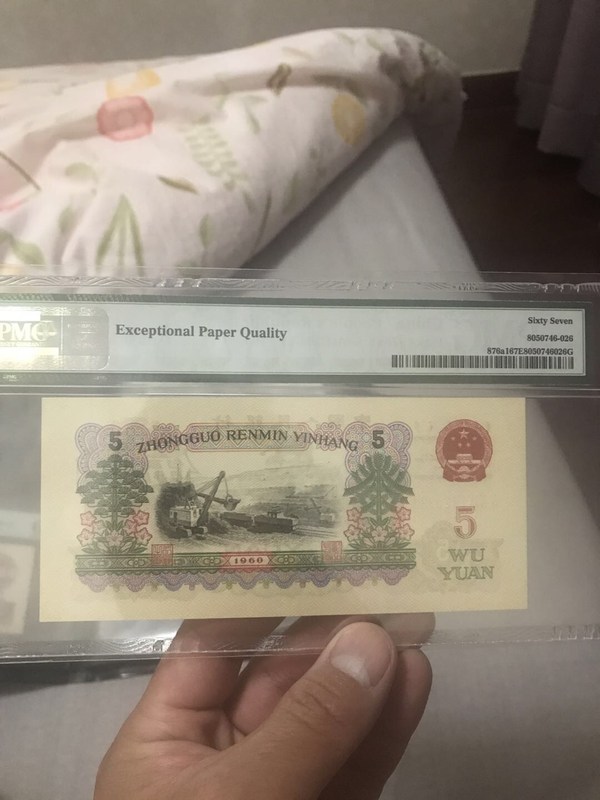 PMG
Exceptional Paper Quality
Sixty Seven
8050746-026
876a167E8050746026G
5 ZHONGGUO RENMIN YINHANG 5
5
WU
YUAN
1960